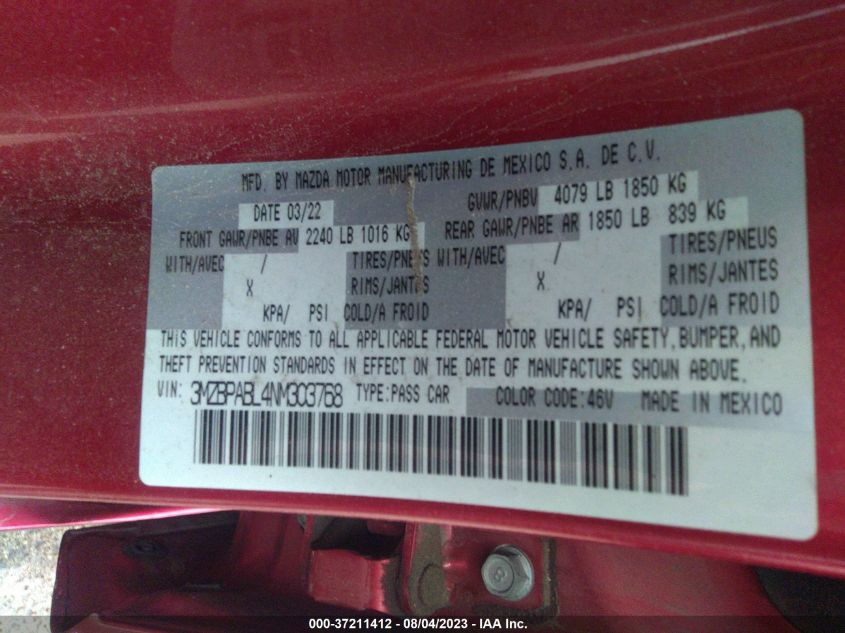 MFD. BY MAZDA MOTOR MANUFACTURING DE MEXICO S.A. DE C.V.
DATE 03/22 GVWR/PNBV 4079 LB 1850 KG
FRONT GAWR/PNBE AV 2240 LB 1016 KG REAR GAWR/PNBE AR 1850 LB 839 KG
WITH/AVEC / TIRES/PNEUS WITH/AVEC / TIRES/PNEUS
X RIMS/JANTES X RIMS/JANTES
KPA/ PSI COLD/A FROID KPA/ PSI COLD/A FROID
THIS VEHICLE CONFORMS TO ALL APPLICABLE FEDERAL MOTOR VEHICLE SAFETY, BUMPER, AND
THEFT PREVENTION STANDARDS IN EFFECT ON THE DATE OF MANUFACTURE SHOWN ABOVE.
VIN: 3MZBPABL4NM303768 TYPE:PASS CAR COLOR CODE:46V MADE IN MEXICO
000-37211412 - 08/04/2023 - IAA Inc.